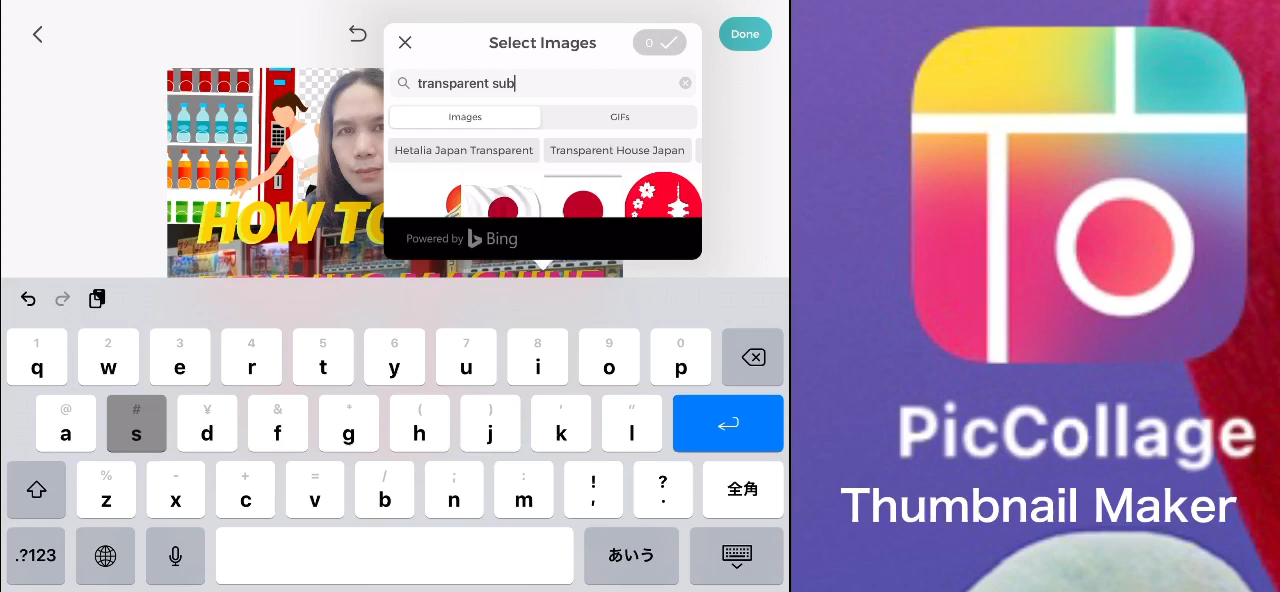 Done
Select Images
0
transparent sub
Images
GIFs
Hetalia Japan Transparent
Transparent House Japan
HOW TO
Powered by Bing
1 2 3 4 5 6 7 8 9 0
q w e r t y u i o p
@ # ¥ & * ( ) ' "
a s d f g h j k l
% - + = / ; : ! ?
z x c v b n m , . 全角
.?123
あいう
PicCollage
Thumbnail Maker